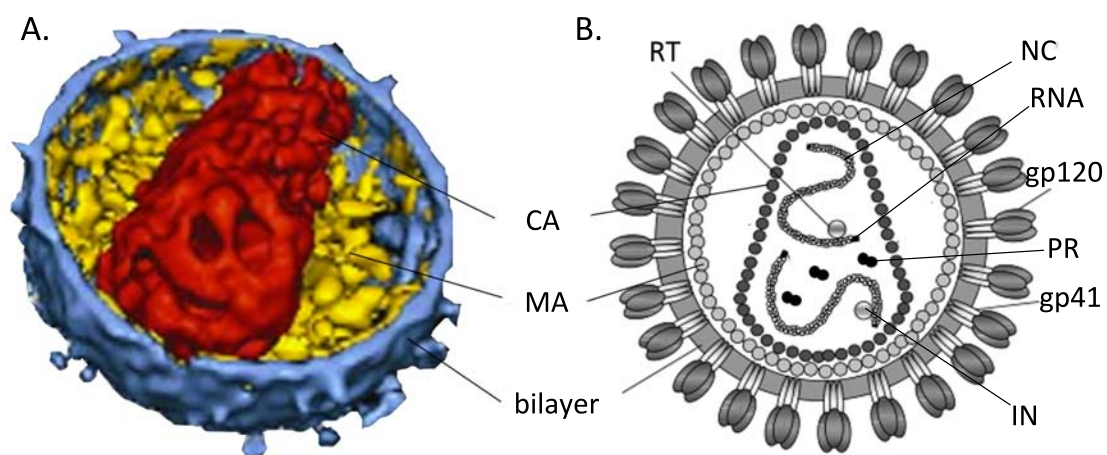 A.
B.
RT
NC
RNA
gp120
CA
PR
MA
gp41
bilayer
IN